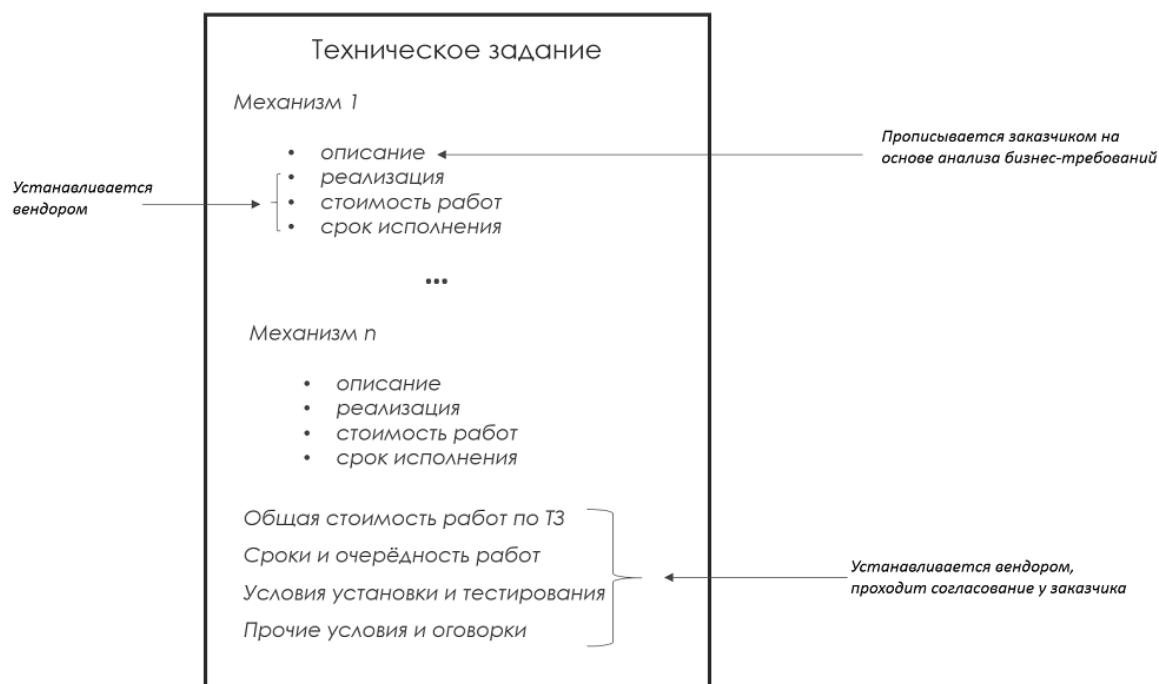 Техническое задание
Механизм 1
Прописывается заказчиком на
основе анализа бизнес-требований
• описание
• реализация
• стоимость работ
• срок исполнения
Устанавливается
вендором
...
Механизм n
• описание
• реализация
• стоимость работ
• срок исполнения
Общая стоимость работ по ТЗ
Сроки и очерёдность работ
Условия установки и тестирования
Прочие условия и оговорки
Устанавливается вендором,
проходит согласование у заказчика